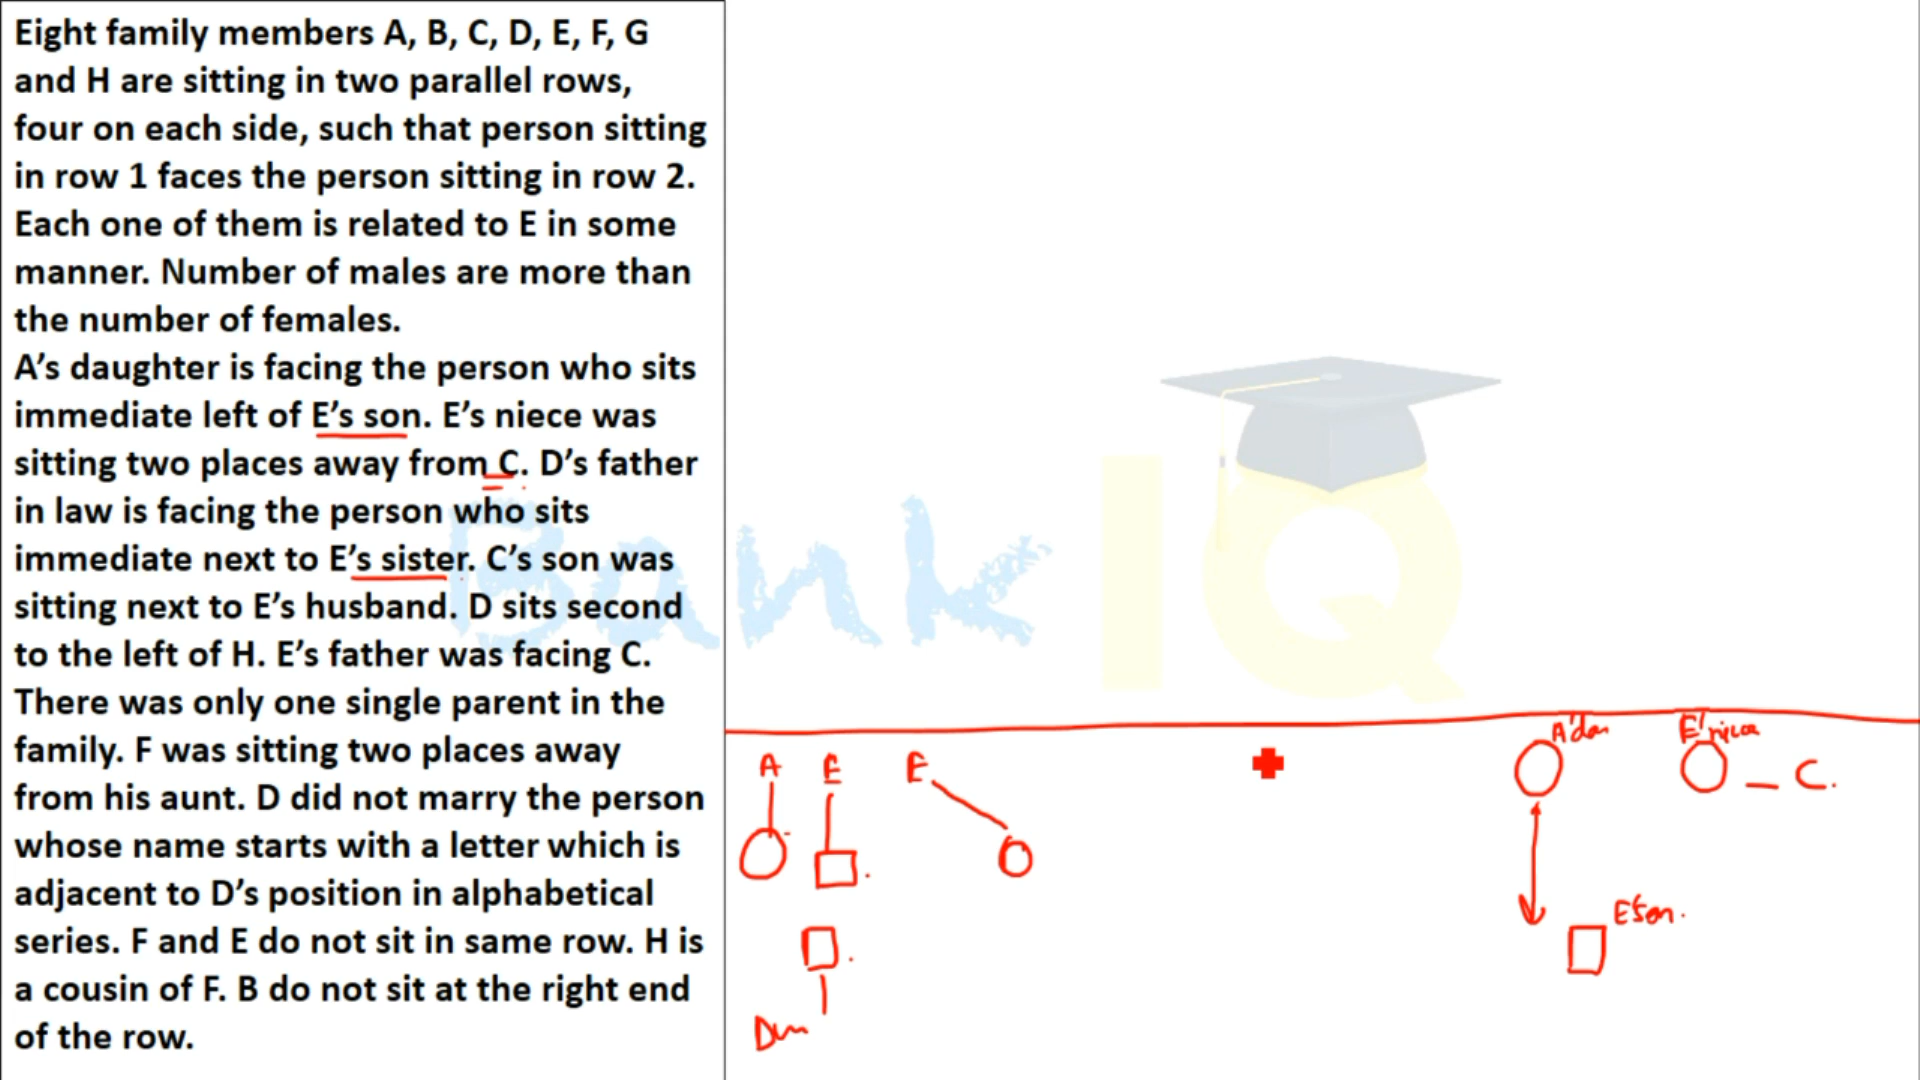 Eight family members A, B, C, D, E, F, G
and H are sitting in two parallel rows,
four on each side, such that person sitting
in row 1 faces the person sitting in row 2.
Each one of them is related to E in some
manner. Number of males are more than
the number of females.
A’s daughter is facing the person who sits
immediate left of E’s son. E’s niece was
sitting two places away from C. D’s father
in law is facing the person who sits
immediate next to E’s sister. C’s son was
sitting next to E’s husband. D sits second
to the left of H. E’s father was facing C.
There was only one single parent in the
family. F was sitting two places away
from his aunt. D did not marry the person
whose name starts with a letter which is
adjacent to D’s position in alphabetical
series. F and E do not sit in same row. H is
a cousin of F. B do not sit at the right end
of the row.
Bank IQ
A E E
A'dau E'niece
C.
E'son.